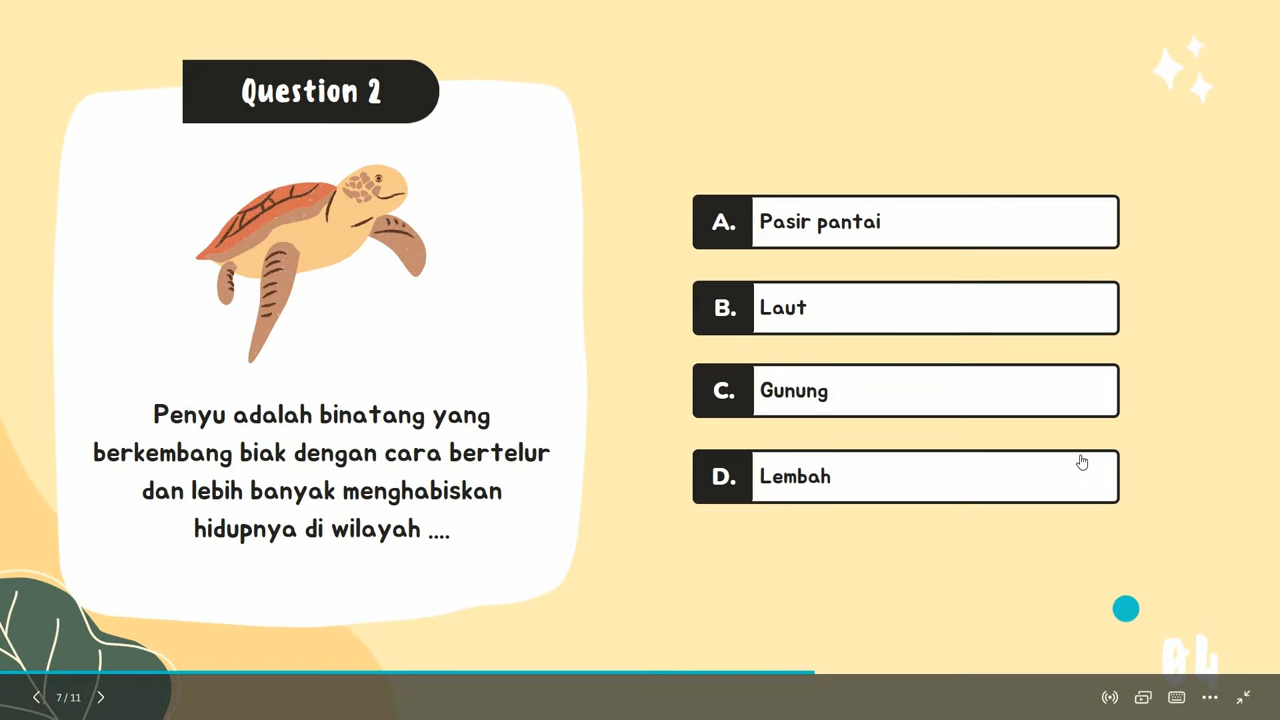 Question 2
Penyu adalah binatang yang
berkembang biak dengan cara bertelur
dan lebih banyak menghabiskan
hidupnya di wilayah ....
A. Pasir pantai
B. Laut
C. Gunung
D. Lembah
7 / 11